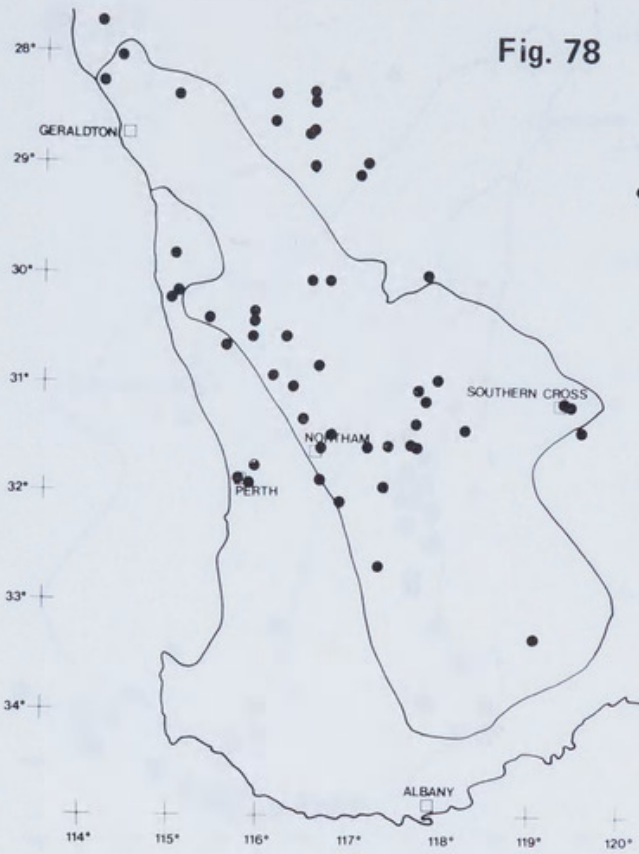 Fig. 78
28°
GERALDTON
29°
30°
31°
SOUTHERN CROSS
NORTHAM
32°
PERTH
33°
34°
ALBANY
114° 115° 116° 117° 118° 119° 120°